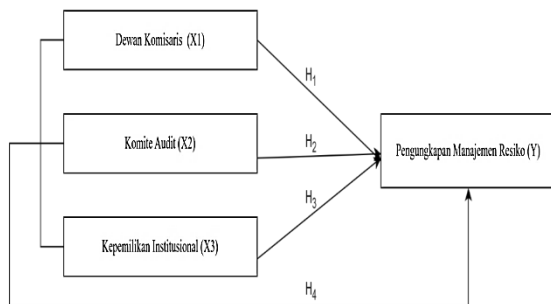 Dewan Komisaris (X1)
H1
Komite Audit (X2)
H2
Pengungkapan Manajemen Resiko (Y)
H3
Kepemilikan Institusional (X3)
H4